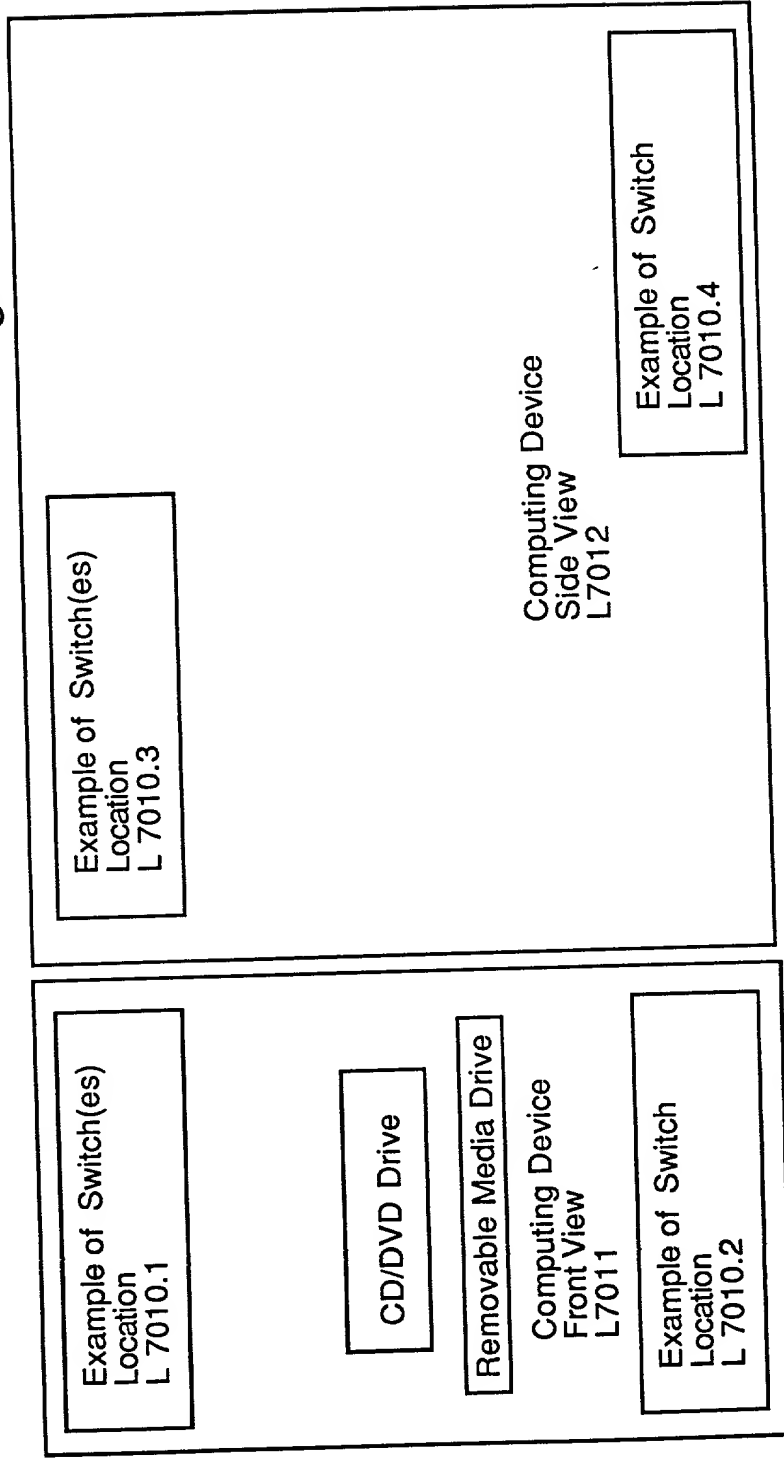 Example of Switch(es)
Location
L 7010.1
CD/DVD Drive
Removable Media Drive
Computing Device
Front View
L7011
Example of Switch
Location
L 7010.2
Example of Switch(es)
Location
L 7010.3
Computing Device
Side View
L7012
Example of Switch
Location
L 7010.4